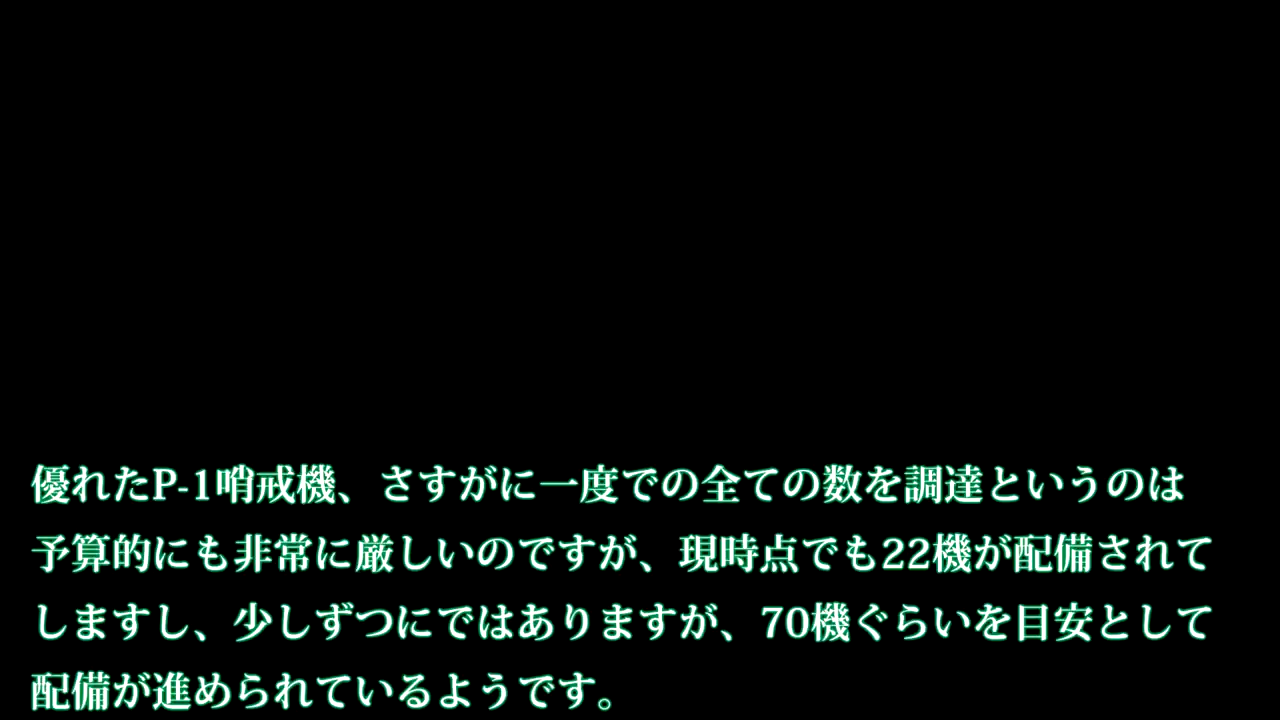 優れたP-1哨戒機、さすがに一度での全ての数を調達というのは
予算的にも非常に厳しいのですが、現時点でも22機が配備されて
しますし、少しずつにではありますが、70機ぐらいを目安として
配備が進められているようです。